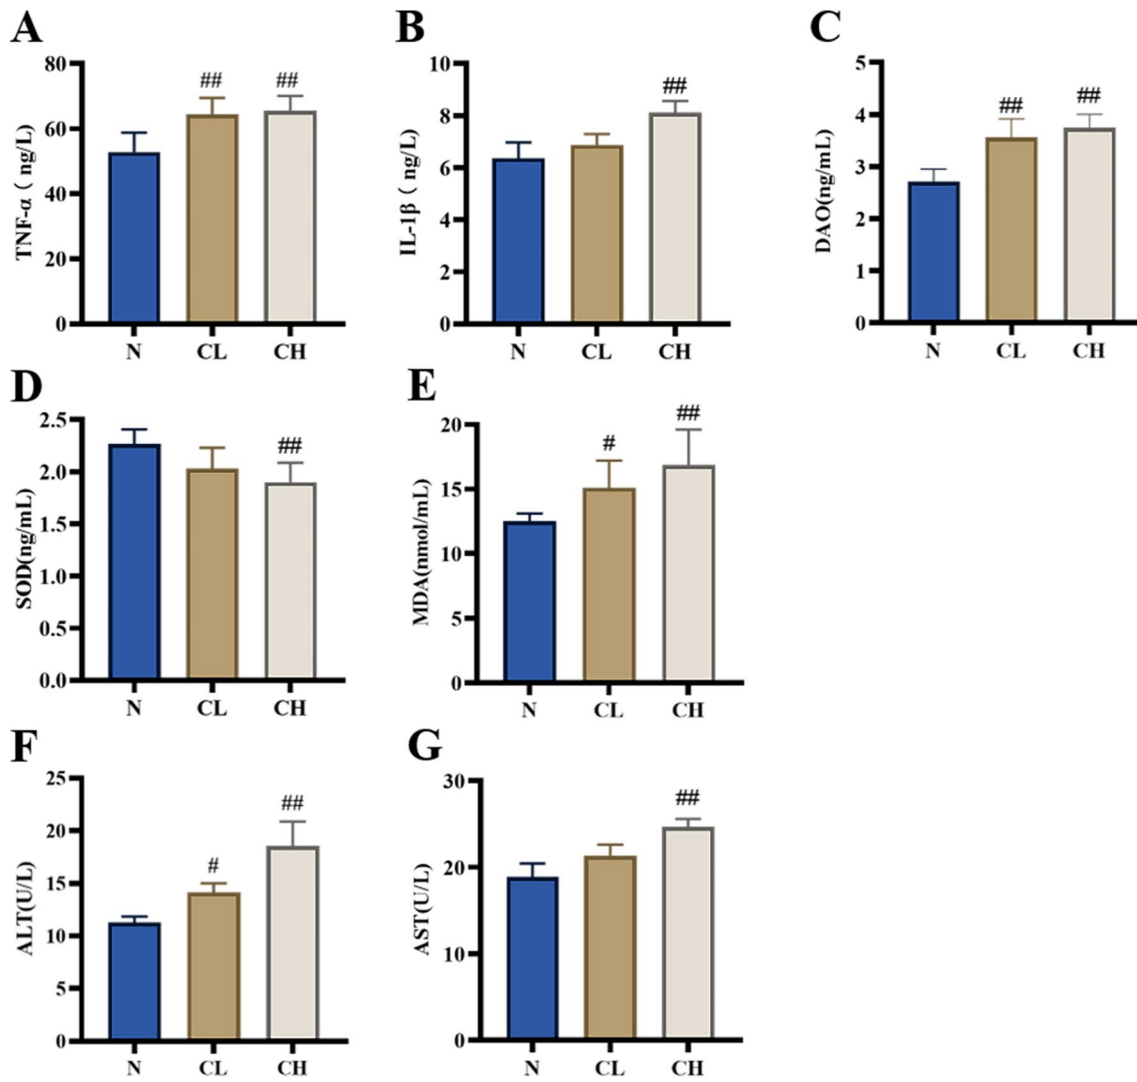 A
TNF-α（ ng/L）
80
60
40
20
0
##
##
N CL CH
B
IL-1β（ ng/L）
10
8
6
4
2
0
##
N CL CH
C
DAO(ng/mL)
5
4
3
2
1
0
##
##
N CL CH
D
SOD(ng/mL)
2.5
2.0
1.5
1.0
0.5
0.0
##
N CL CH
E
MDA(nmol/mL)
20
15
10
5
0
#
##
N CL CH
F
ALT(U/L)
25
20
15
10
5
0
#
##
N CL CH
G
AST(U/L)
30
20
10
0
##
N CL CH